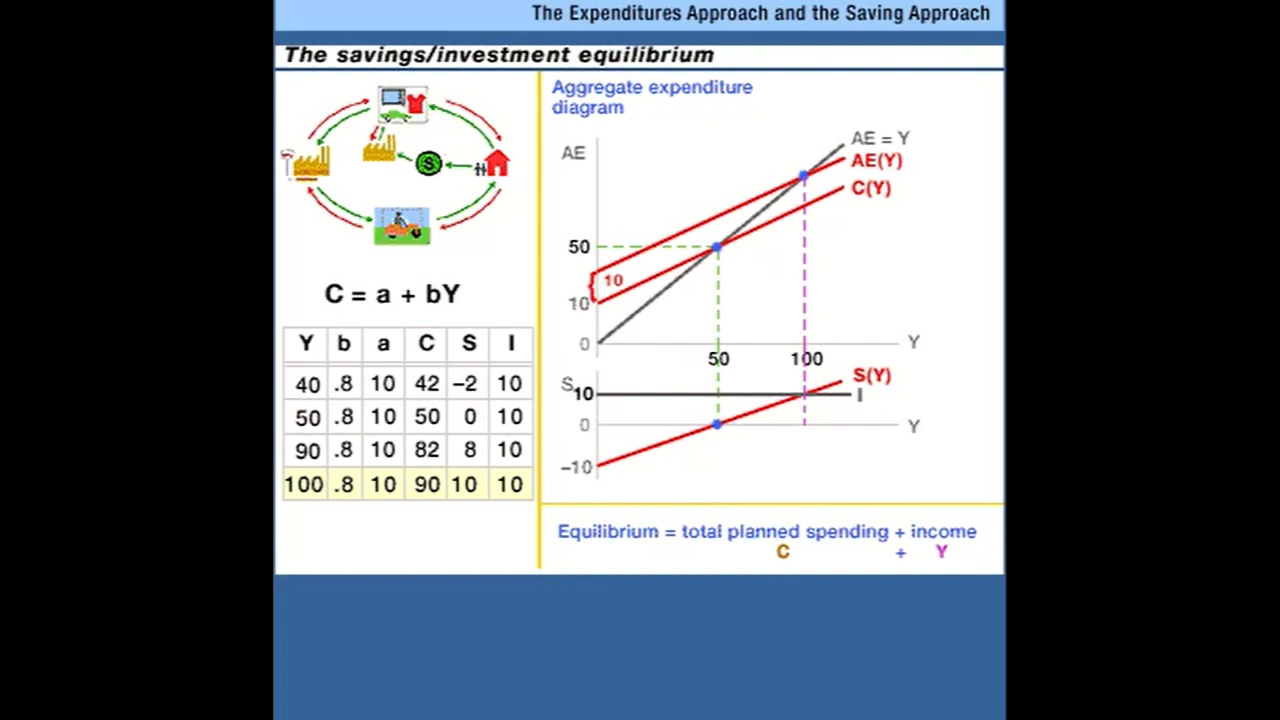 The Expenditures Approach and the Saving Approach
The savings/investment equilibrium
Aggregate expenditure
diagram
AE
AE = Y
AE(Y)
C(Y)
50
10
10
0
Y
50 100
S
S(Y)
10
I
0
Y
−10
$
C = a + bY
Y b a C S I
40 .8 10 42 −2 10
50 .8 10 50 0 10
90 .8 10 82 8 10
100 .8 10 90 10 10
Equilibrium = total planned spending + income
C + Y